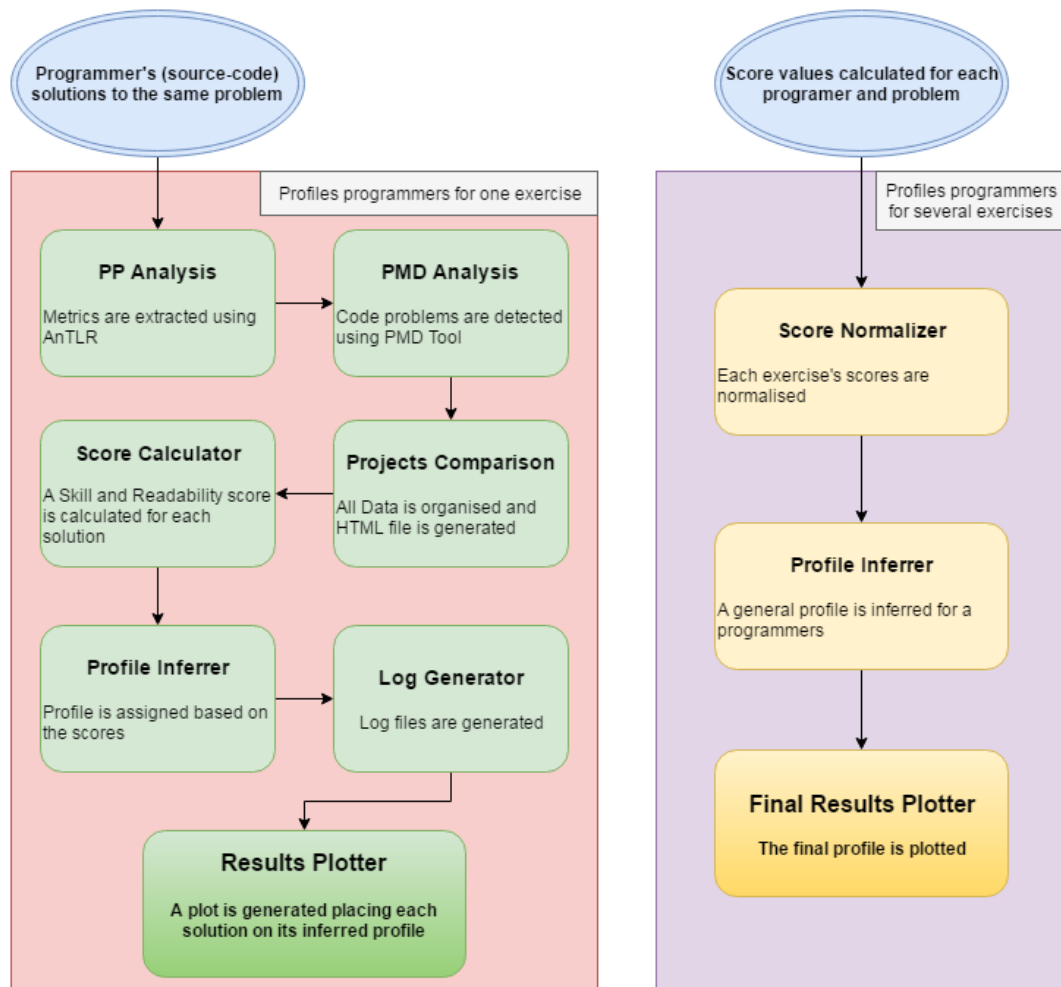 Programmer's (source-code)
solutions to the same problem
Profiles programmers for one exercise
PP Analysis
Metrics are extracted using
AnTLR
PMD Analysis
Code problems are detected
using PMD Tool
Projects Comparison
All Data is organised and
HTML file is generated
Score Calculator
A Skill and Readability score
is calculated for each
solution
Profile Inferrer
Profile is assigned based on
the scores
Log Generator
Log files are generated
Results Plotter
A plot is generated placing each
solution on its inferred profile
Score values calculated for each
programer and problem
Profiles programmers
for several exercises
Score Normalizer
Each exercise's scores are
normalised
Profile Inferrer
A general profile is inferred for a
programmers
Final Results Plotter
The final profile is plotted